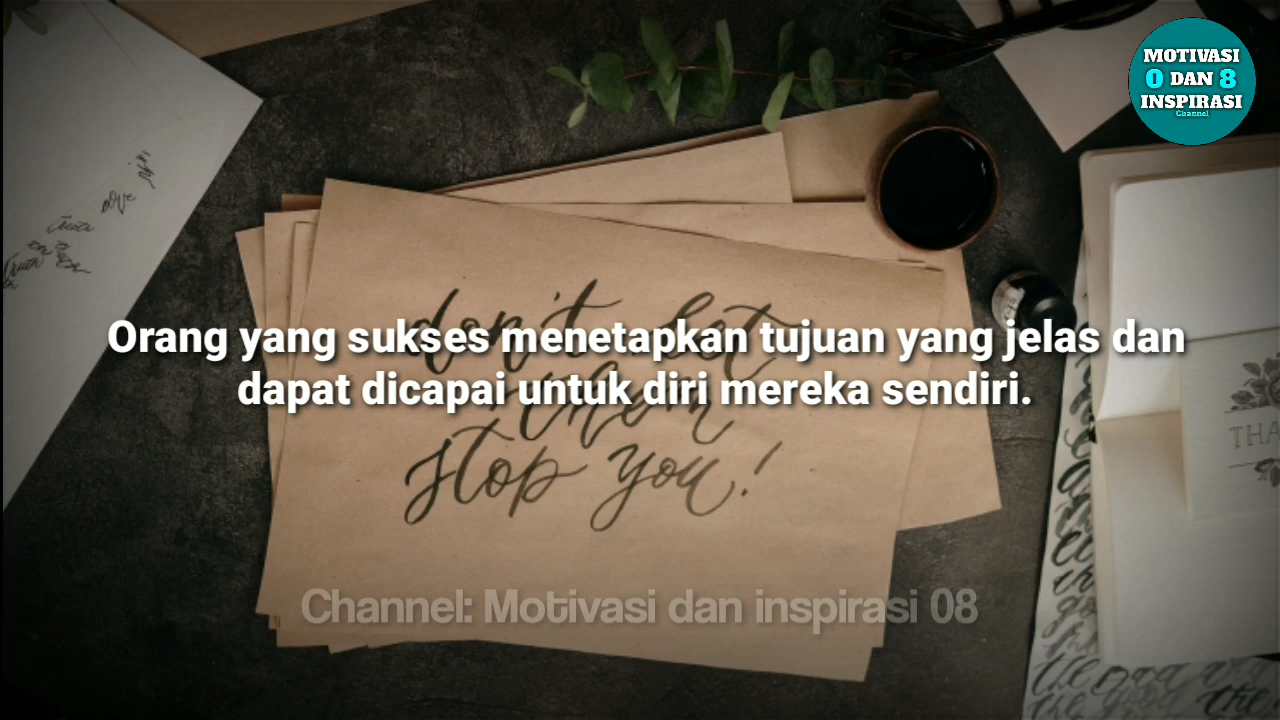 MOTIVASI
0 DAN 8
INSPIRASI
Channel
Orang yang sukses menetapkan tujuan yang jelas dan
dapat dicapai untuk diri mereka sendiri.
don't let
them
stop you!
Channel: Motivasi dan inspirasi 08
THA
the